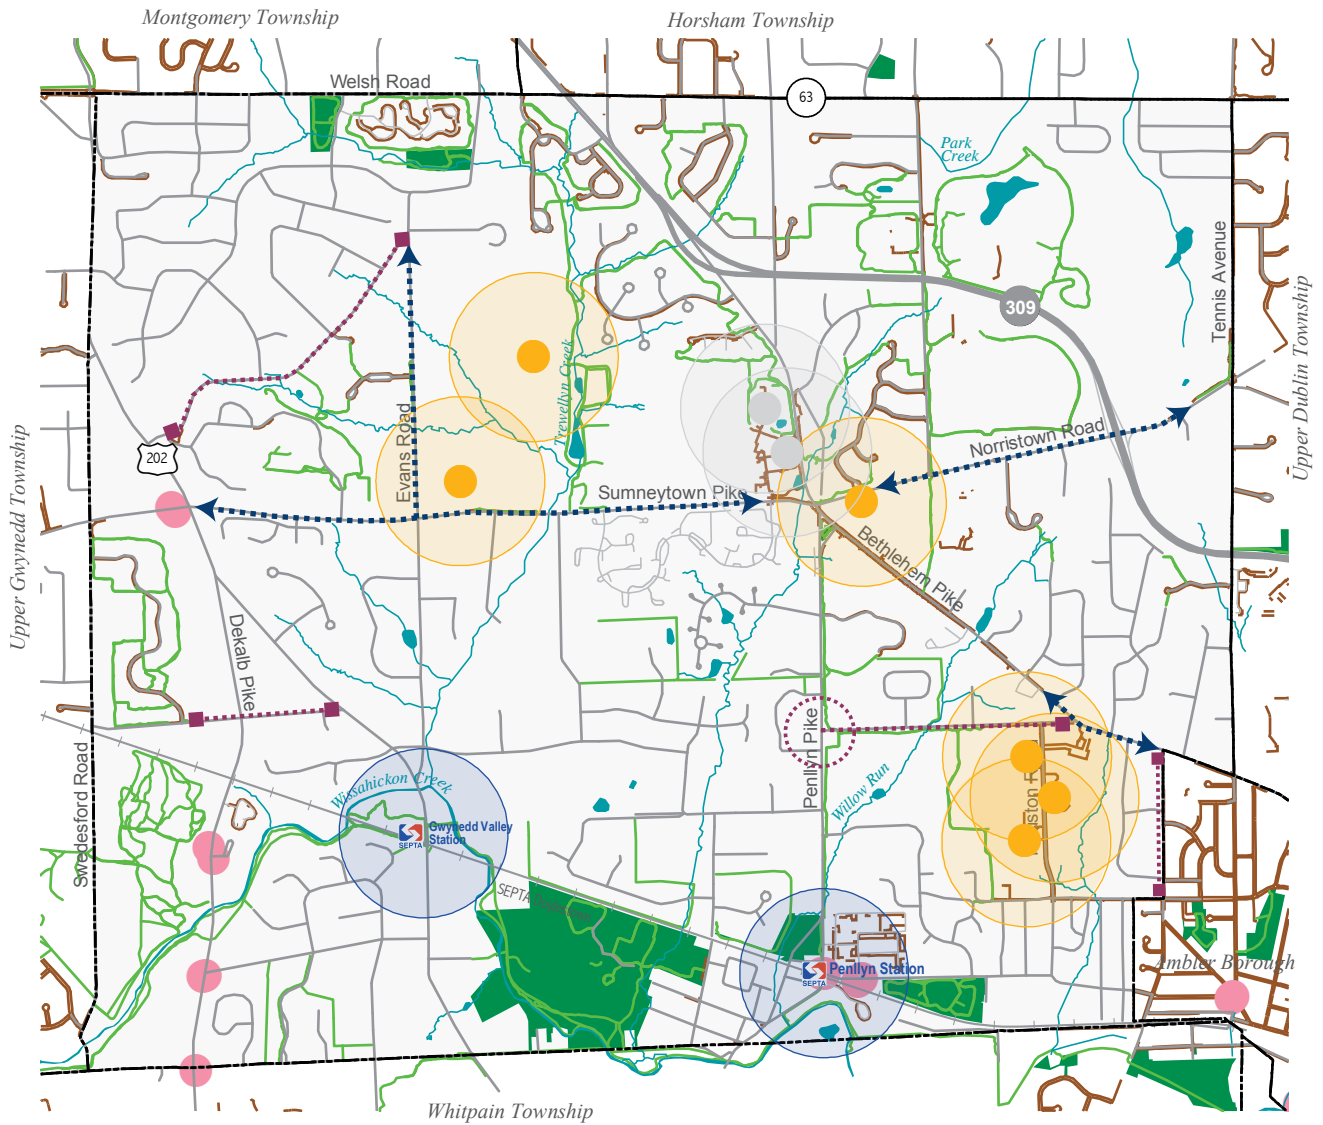 Montgomery Township
Horsham Township
Welsh Road
63
Park
Creek
Tennis Avenue
Upper Dublin Township
309
Trewellyn Creek
Evans Road
Norristown Road
202
Upper Gwynedd Township
Sumneytown Pike
Bethlehem Pike
Dekalb Pike
Penllyn Pike
Willow Run
Swedesford Road
Wissahickon Creek
Gwynedd Valley
Station
SEPTA
SEPTA
Penllyn Station
SEPTA
Ambler Borough
Whitpain Township